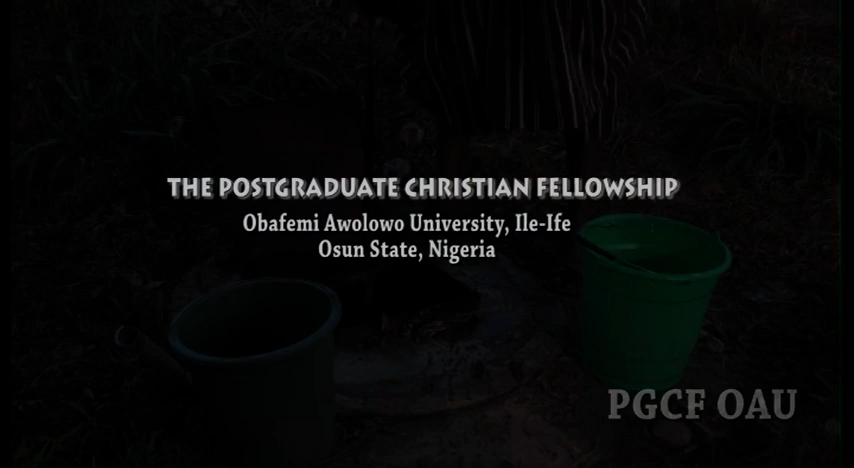 THE POSTGRADUATE CHRISTIAN FELLOWSHIP
Obafemi Awolowo University, Ile-Ife
Osun State, Nigeria
PGCF OAU